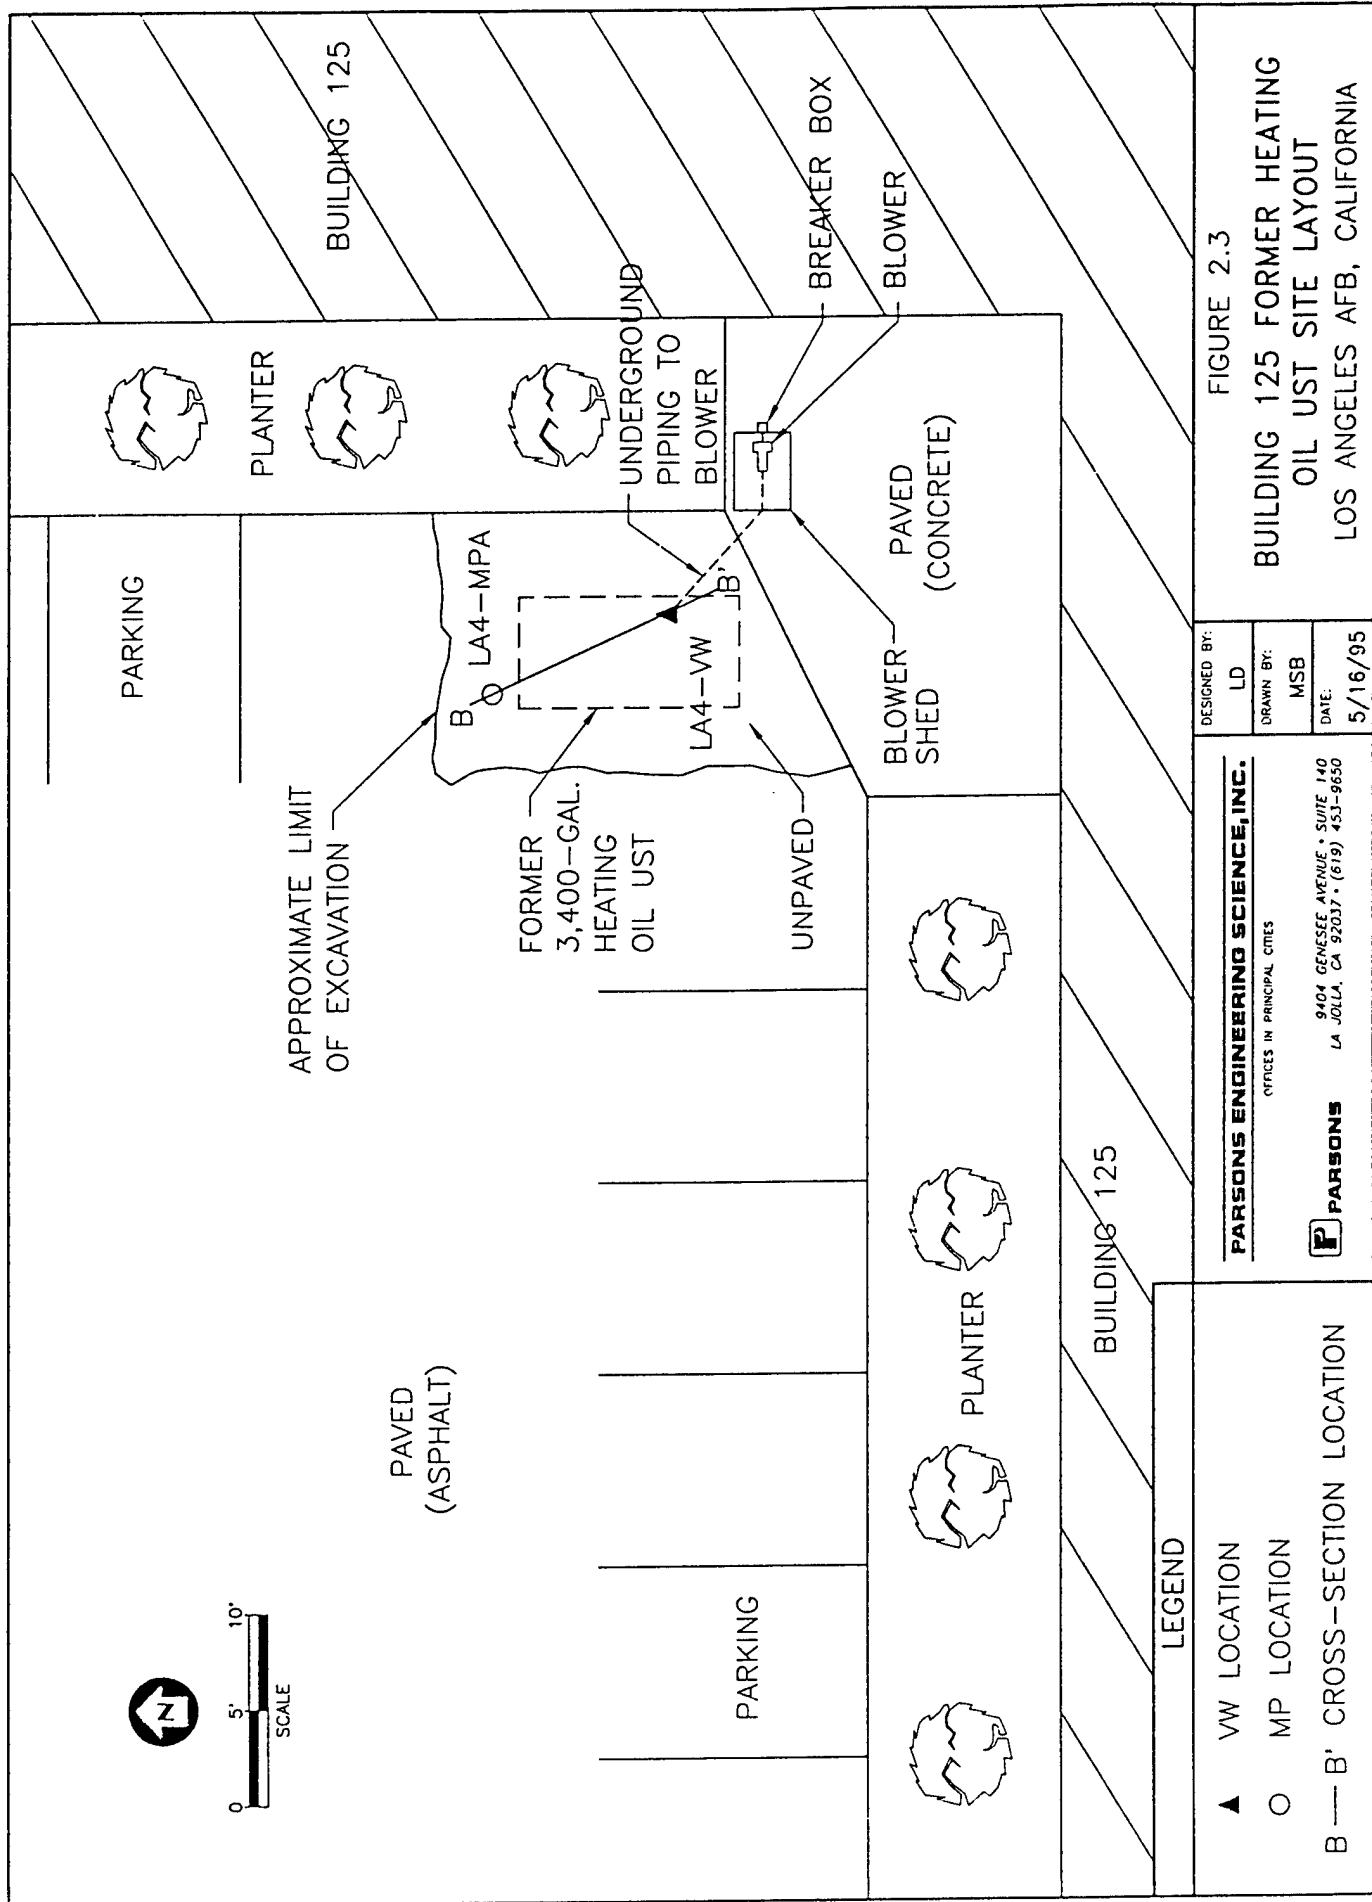 N
0 5' 10'
SCALE
PAVED
(ASPHALT)
PARKING
APPROXIMATE LIMIT
OF EXCAVATION
PARKING
BUILDING 125
PLANTER
B
LA4-MPA
FORMER
3,400-GAL.
HEATING
OIL UST
LA4-VW
B'
UNPAVED
UNDERGROUND
PIPING TO
BLOWER
BREAKER BOX
BLOWER
BLOWER
SHED
PAVED
(CONCRETE)
PLANTER
BUILDING 125
LEGEND
VW LOCATION
MP LOCATION
B — B' CROSS-SECTION LOCATION
PARSONS ENGINEERING SCIENCE, INC.
OFFICES IN PRINCIPAL CITIES
P PARSONS
9404 GENESEE AVENUE • SUITE 140
LA JOLLA, CA 92037 • (619) 453-9650
DESIGNED BY:
LD
DRAWN BY:
MSB
DATE:
5/16/95
FIGURE 2.3
BUILDING 125 FORMER HEATING
OIL UST SITE LAYOUT
LOS ANGELES AFB, CALIFORNIA